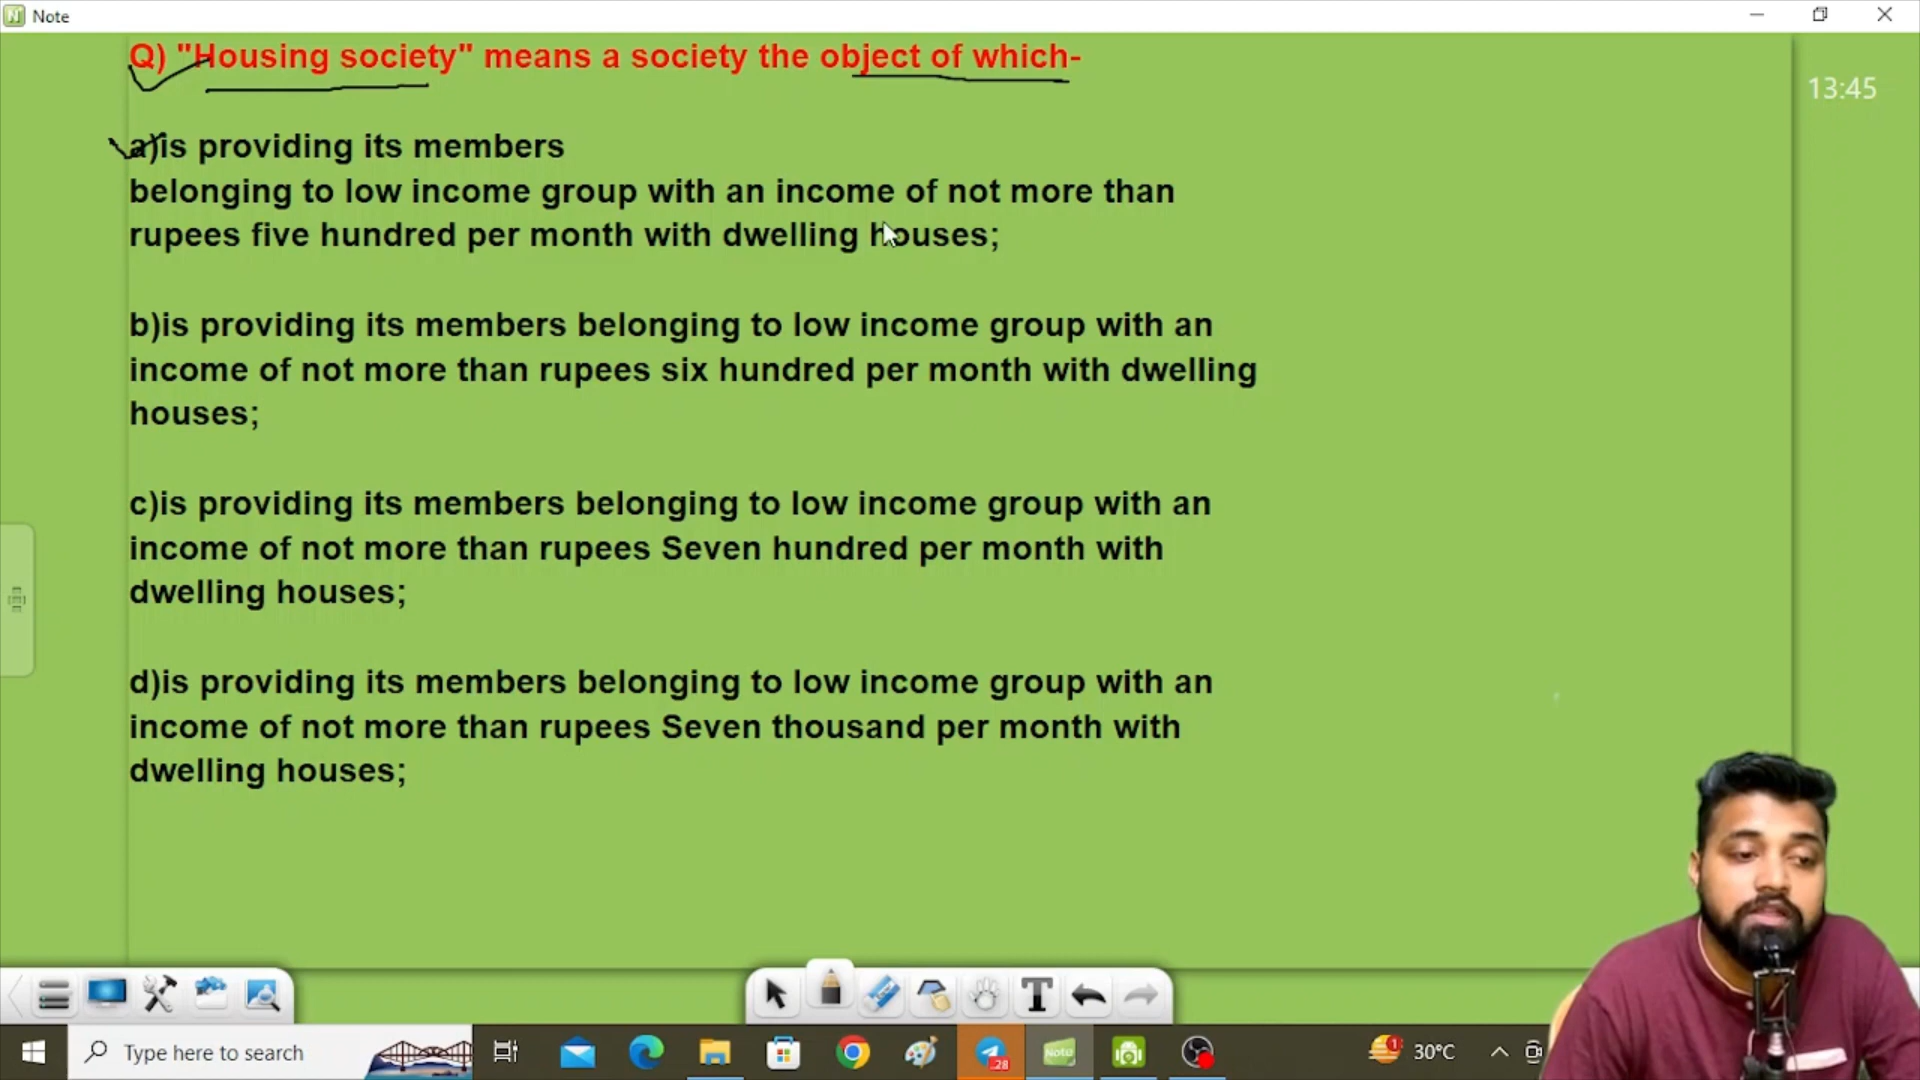 Note
Q) "Housing society" means a society the object of which-
13:45
a)is providing its members
belonging to low income group with an income of not more than
rupees five hundred per month with dwelling houses;
b)is providing its members belonging to low income group with an
income of not more than rupees six hundred per month with dwelling
houses;
c)is providing its members belonging to low income group with an
income of not more than rupees Seven hundred per month with
dwelling houses;
d)is providing its members belonging to low income group with an
income of not more than rupees Seven thousand per month with
dwelling houses;
T
Type here to search
28
Note
1
30°C